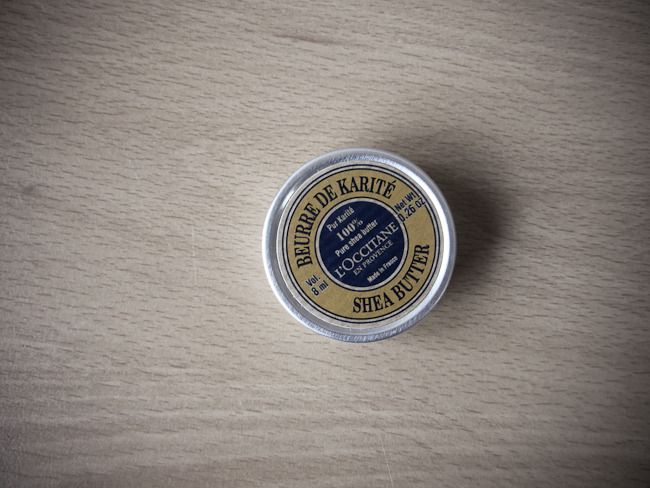 BEURRE DE KARITÉ
Net Wt.
0.26 oz
Pur Karité
100%
Pure shea butter
L'OCCITANE
EN PROVENCE
Made in France
Vol.
8 ml
SHEA BUTTER